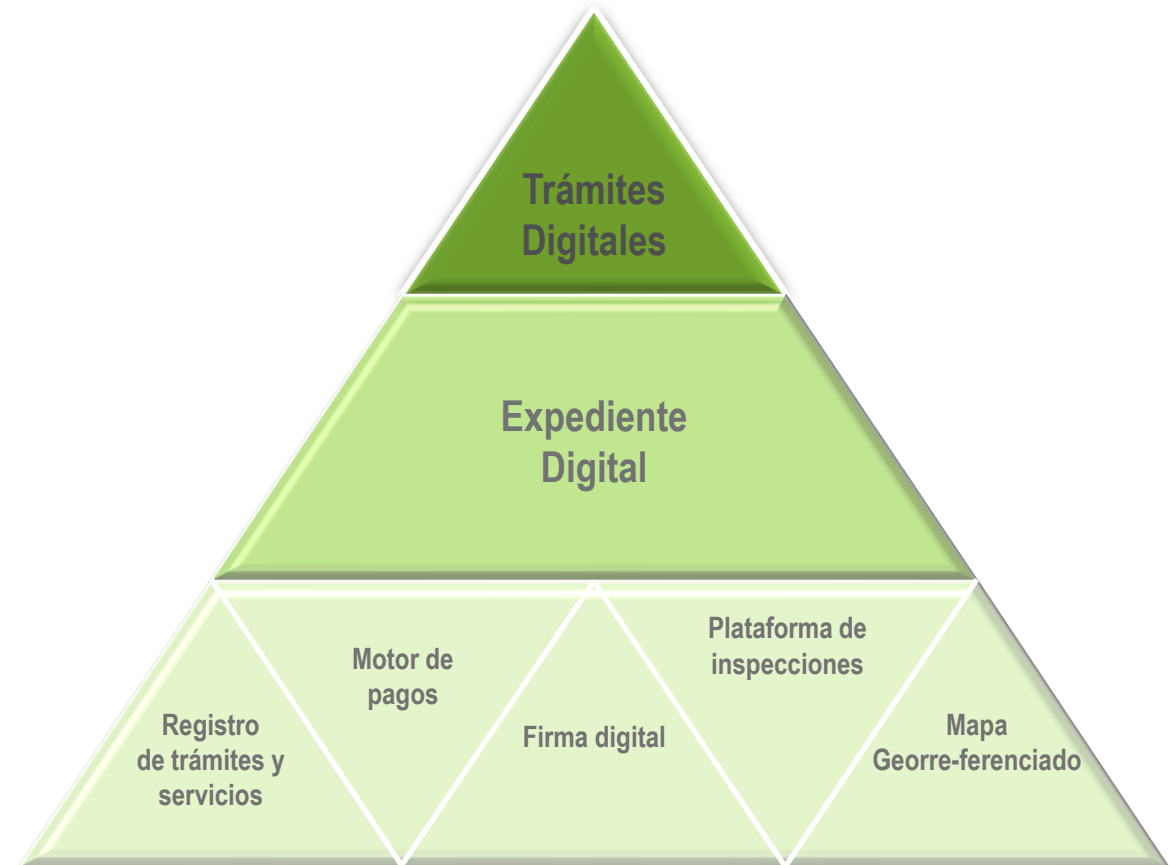 Trámites
Digitales
Expediente
Digital
Registro
de trámites y
servicios
Motor de
pagos
Firma digital
Plataforma de
inspecciones
Mapa
Georre-ferenciado